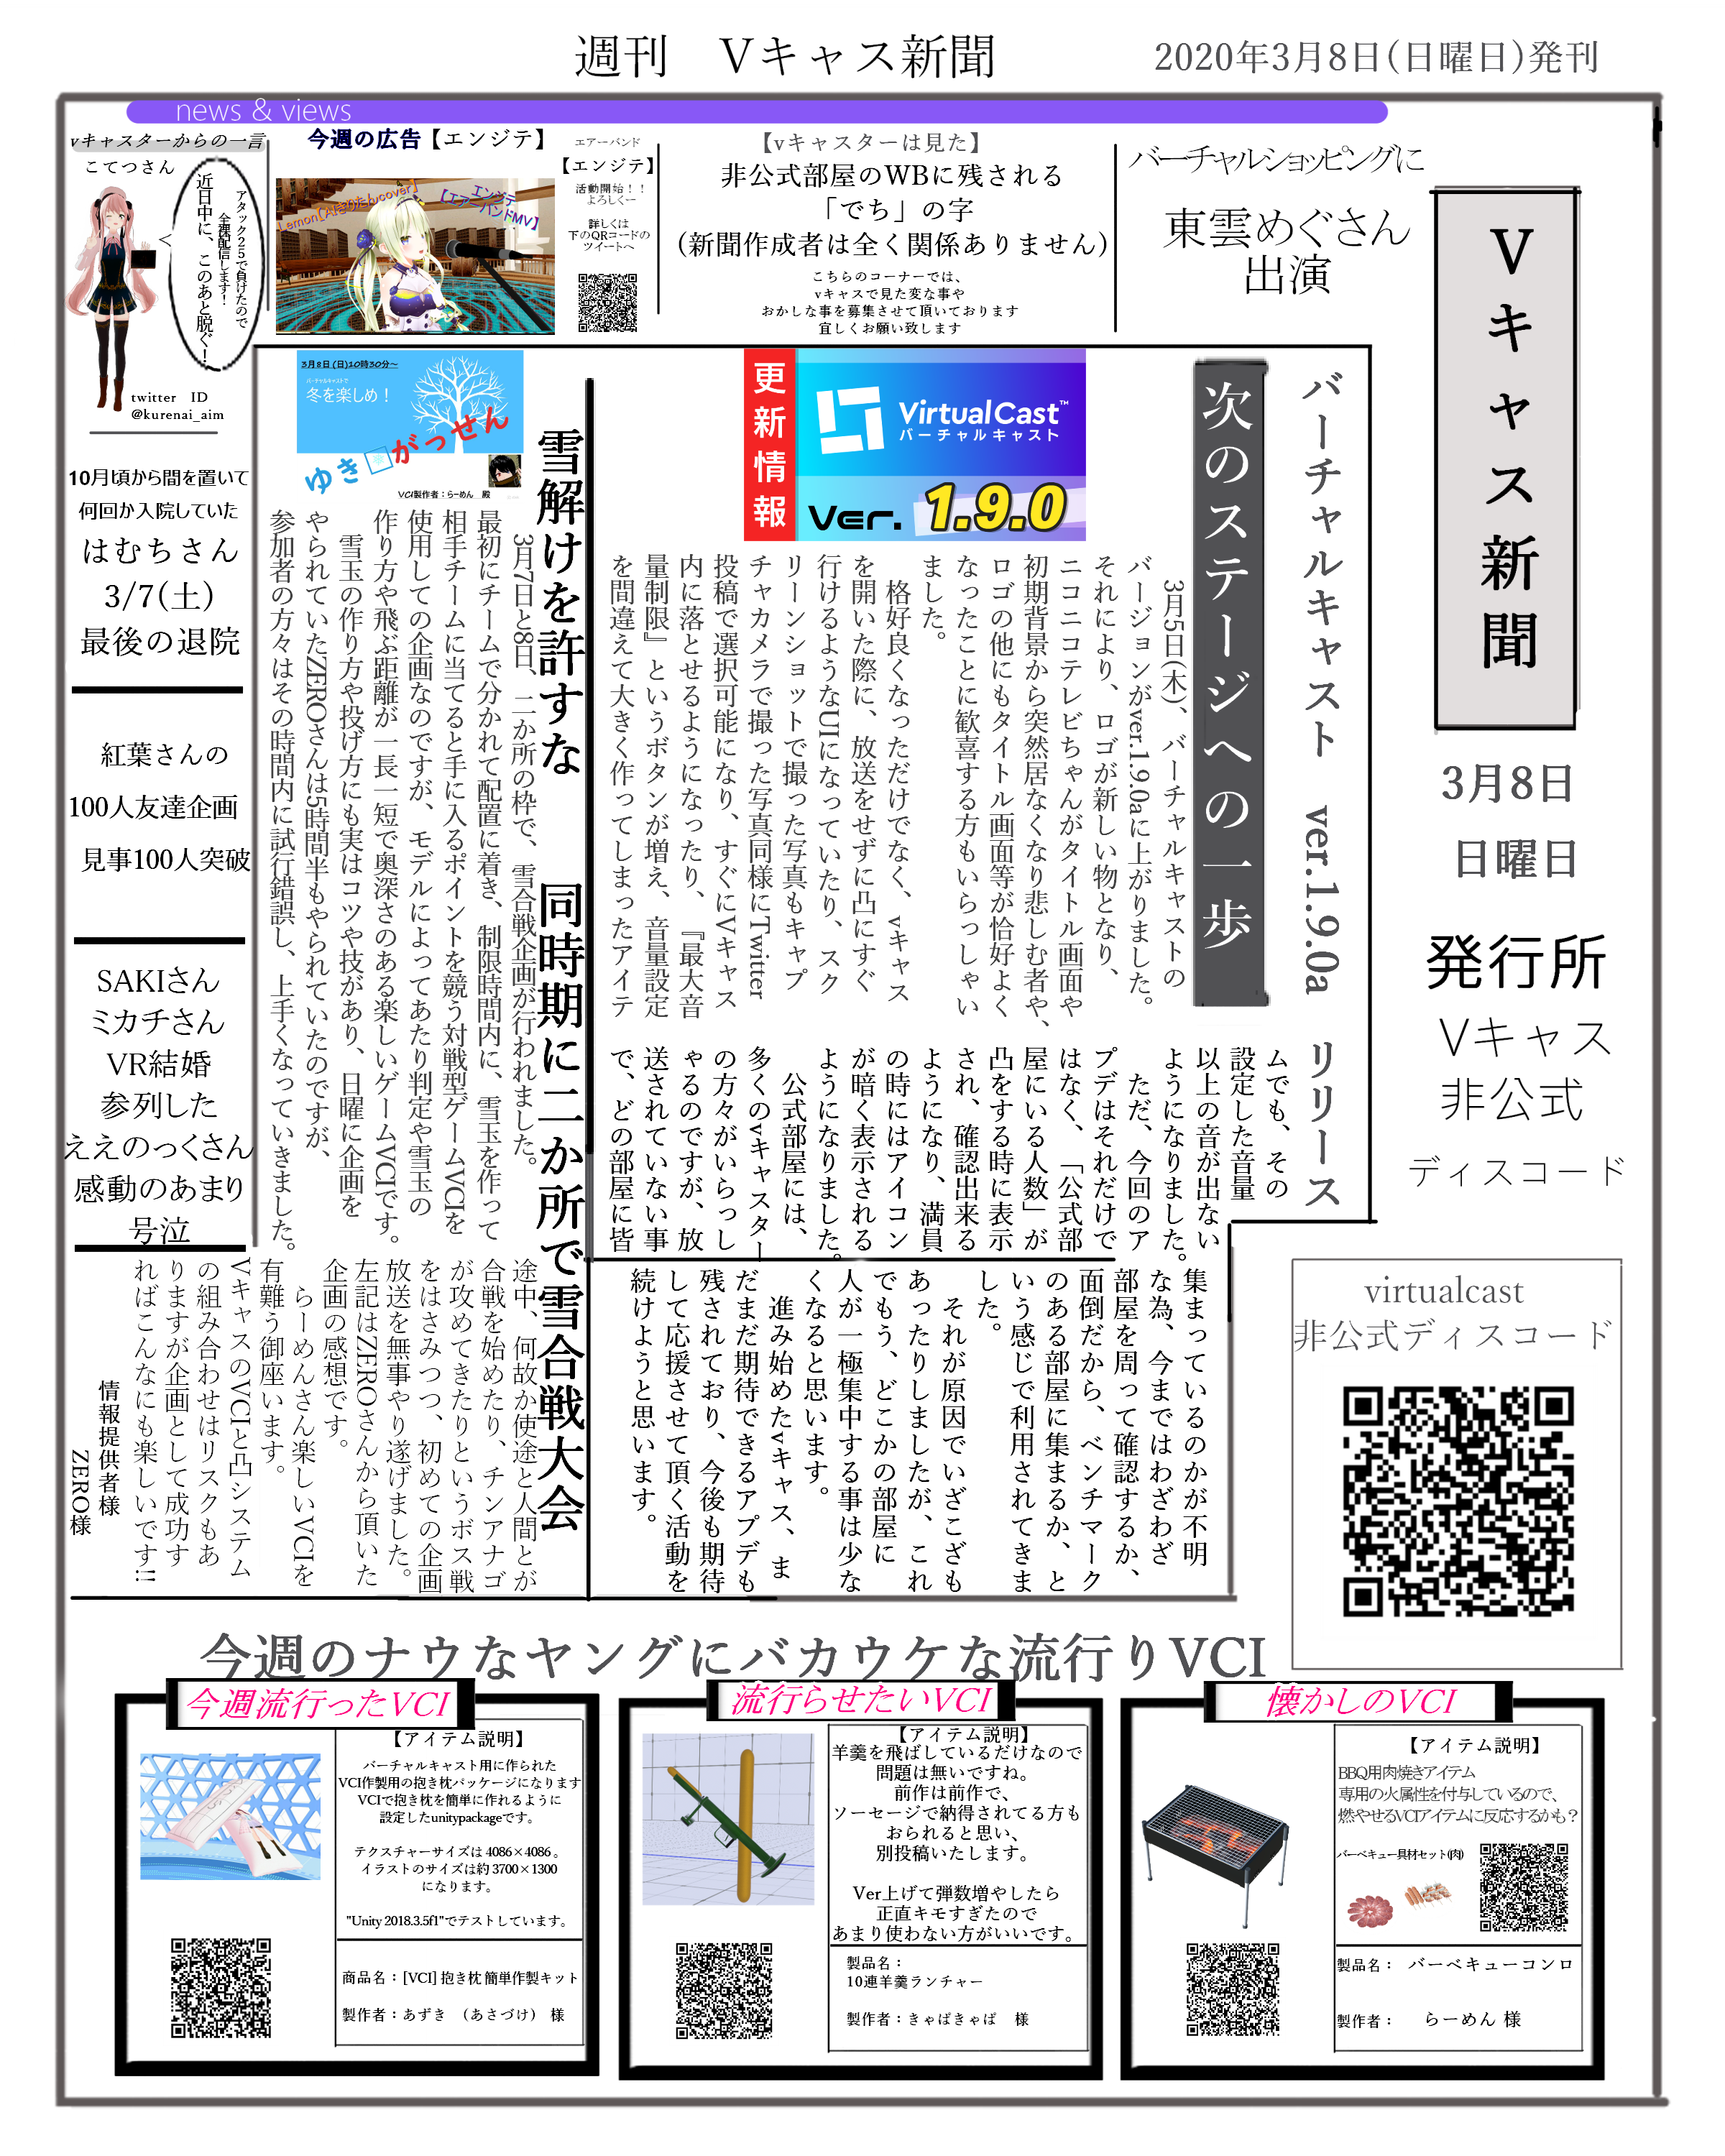 週刊　Vキャス新聞
2020年3月8日(日曜日)発刊
news & views
Vキャス新聞
3月8日
日曜日
発行所
Vキャス
非公式
ディスコード
virtualcast
非公式ディスコード
バーチャルショッピングに
東雲めぐさん
出演
【vキャスターは見た】
非公式部屋のWBに残される
「でち」の字
(新聞作成者は全く関係ありません)
こちらのコーナーでは、
vキャスで見た変な事や
おかしな事を募集させて頂いております
宜しくお願い致します
今週の広告【エンジテ】
Lemon【AIきりたんcover】
エンジテ
【エアーバンドMV】
エアーバンド
【エンジテ】
活動開始！！
よろしくー
詳しくは
下のQRコードの
ツイートへ
vキャスターからの一言
こてつさん
アタック２５で負けたので
全裸配信します！
近日中に、このあと脱ぐ！
twitter　ID
@kurenai_aim
10月頃から間を置いて
何回か入院していた
はむちさん
3/7(土)
最後の退院
紅葉さんの
100人友達企画
見事100人突破
SAKIさん
ミカチさん
VR結婚
参列した
ええのっくさん
感動のあまり
号泣
バーチャルキャスト　ver.1.9.0a　リリース
次のステージへの一歩
更新情報
VirtualCast™
バーチャルキャスト
Ver. 1.9.0
3月5日(木)、バーチャルキャストの
バージョンがver.1.9.0aに上がりました。
それにより、ロゴが新しい物となり、
ニコニコテレビちゃんがタイトル画面や
初期背景から突然居なくなり悲しむ者や、
ロゴの他にもタイトル画面等が恰好よく
なったことに歓喜する方もいらっしゃい
ました。
格好良くなっただけでなく、vキャス
を開いた際に、放送をせずに凸にすぐ
行けるようなUIになっていたり、スク
リーンショットで撮った写真もキャプ
チャカメラで撮った写真同様にTwitter
投稿で選択可能になり、すぐにVキャス
内に落とせるようになったり、『最大音
量制限』というボタンが増え、音量設定
を間違えて大きく作ってしまったアイテ
ムでも、その
設定した音量
以上の音が出ない
ようになりました。
ただ、今回のア
プデはそれだけで
はなく、「公式部
屋にいる人数」が
凸をする時に表示
され、確認出来る
ようになり、満員
の時にはアイコン
が暗く表示される
ようになりました。
公式部屋には、
多くのvキャスター
の方々がいらっし
ゃるのですが、放
送されていない事
で、どの部屋に皆
集まっているのかが不明
な為、今まではわざわざ
部屋を周って確認するか、
面倒だから、ベンチマーク
のある部屋に集まるか、と
いう感じで利用されてきま
した。
それが原因でいざこざも
あったりしましたが、これ
でもう、どこかの部屋に
人が一極集中する事は少な
くなると思います。
進み始めたvキャス、ま
だまだ期待できるアプデも
残されており、今後も期待
して応援させて頂く活動を
続けようと思います。
雪解けを許すな　同時期に二か所で雪合戦大会
3月8日(日)10時30分～
バーチャルキャストで
冬を楽しめ！
ゆき がっせん
VCI製作者：らーめん　殿
3月7日と8日、二か所の枠で、雪合戦企画が行われました。
最初にチームで分かれて配置に着き、制限時間内に、雪玉を作って
相手チームに当てると手に入るポイントを競う対戦型ゲームVCIを
使用しての企画なのですが、モデルによってあたり判定や雪玉の
作り方や飛ぶ距離が一長一短で奥深さのある楽しいゲームVCIです。
雪玉の作り方や投げ方にも実はコツや技があり、日曜に企画を
やられていたZEROさんは5時間半もやられていたのですが、
参加者の方々はその時間内に試行錯誤し、上手くなっていきました。
途中、何故か使途と人間とが
合戦を始めたり、チンアナゴ
が攻めてきたりというボス戦
をはさみつつ、初めての企画
放送を無事やり遂げました。
左記はZEROさんから頂いた
企画の感想です。
らーめんさん楽しいVCIを
有難う御座います。
VキャスのVCIと凸システム
の組み合わせはリスクもあ
りますが企画として成功す
ればこんなにも楽しいです!!
情報提供者様
ZERO様
今週のナウなヤングにバカウケな流行りVCI
今週流行ったVCI
【アイテム説明】
バーチャルキャスト用に作られた
VCI作製用の抱き枕パッケージになります
VCIで抱き枕を簡単に作れるように
設定したunitypackageです。
テクスチャーサイズは 4086×4086 。
イラストのサイズは約 3700×1300
になります。
"Unity 2018.3.5f1"でテストしています。
商品名：[VCI] 抱き枕 簡単作製キット
製作者：あずき　（あさづけ）　様
流行らせたいVCI
【アイテム説明】
羊羹を飛ばしているだけなので
問題は無いですね。
前作は前作で、
ソーセージで納得されてる方も
おられると思い、
別投稿いたします。
Ver上げて弾数増やしたら
正直キモすぎたので
あまり使わない方がいいです。
製品名：
10連羊羹ランチャー
製作者：きゃぱきゃぱ　様
懐かしのVCI
【アイテム説明】
BBQ用肉焼きアイテム
専用の火属性を付与しているので、
燃やせるVCIアイテムに反応するかも？
バーベキュー具材セット(肉)
製品名：　バーベキューコンロ
製作者：　らーめん 様